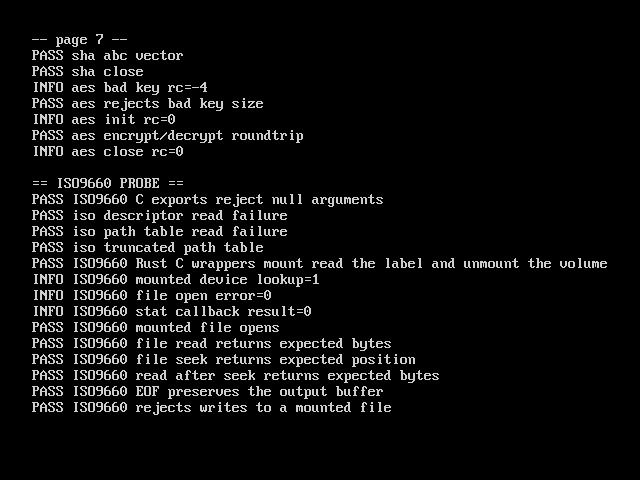 -- page 7 --
PASS sha abc vector
PASS sha close
INFO aes bad key rc=-4
PASS aes rejects bad key size
INFO aes init rc=0
PASS aes encrypt/decrypt roundtrip
INFO aes close rc=0
== ISO9660 PROBE ==
PASS ISO9660 C exports reject null arguments
PASS iso descriptor read failure
PASS iso path table read failure
PASS iso truncated path table
PASS ISO9660 Rust C wrappers mount read the label and unmount the volume
INFO ISO9660 mounted device lookup=1
INFO ISO9660 file open error=0
INFO ISO9660 stat callback result=0
PASS ISO9660 mounted file opens
PASS ISO9660 file read returns expected bytes
PASS ISO9660 file seek returns expected position
PASS ISO9660 read after seek returns expected bytes
PASS ISO9660 EOF preserves the output buffer
PASS ISO9660 rejects writes to a mounted file